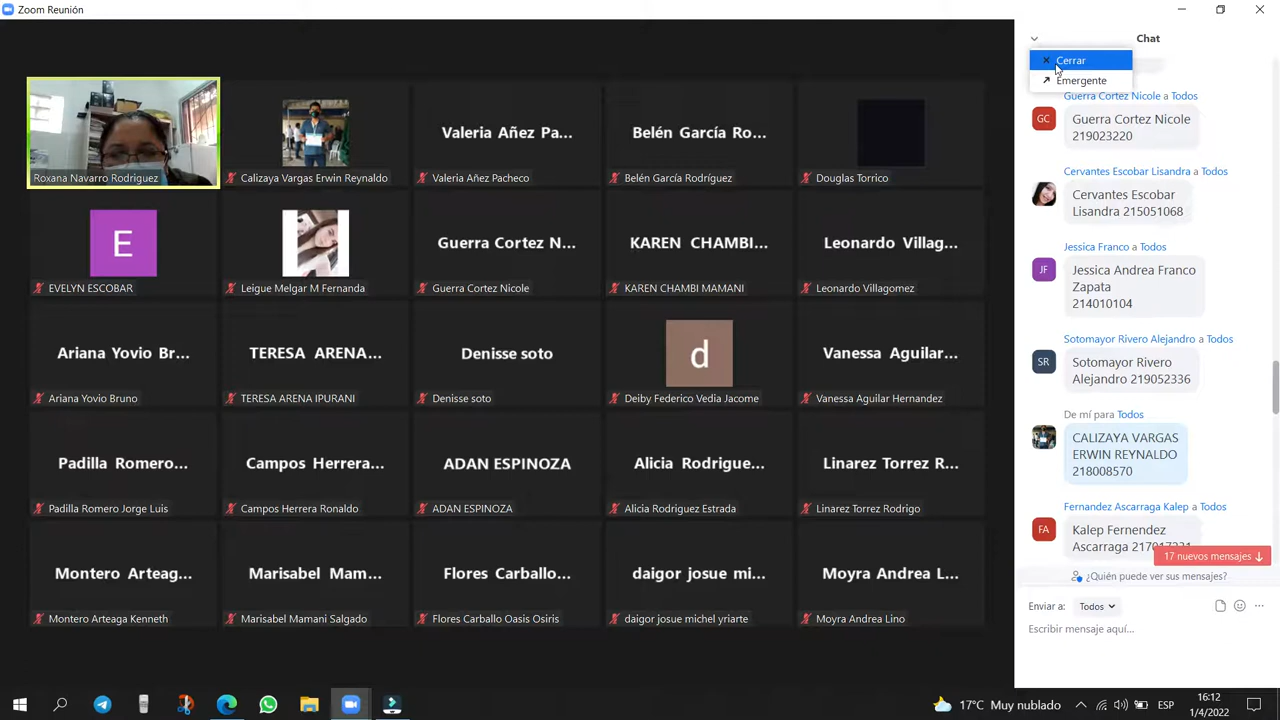 Zoom Reunión
Chat
Cerrar
Emergente
Roxana Navarro Rodriguez
Calizaya Vargas Erwin Reynaldo
Valeria Añez Pa...
Valeria Añez Pacheco
Belén García Ro...
Belén García Rodríguez
Douglas Torrico
E
EVELYN ESCOBAR
Leigue Melgar M Fernanda
Guerra Cortez N...
Guerra Cortez Nicole
KAREN CHAMBI...
KAREN CHAMBI MAMANI
Leonardo Villag...
Leonardo Villagomez
Ariana Yovio Br...
Ariana Yovio Bruno
TERESA ARENA...
TERESA ARENA IPURANI
Denisse soto
Denisse soto
d
Deiby Federico Vedia Jacome
Vanessa Aguilar...
Vanessa Aguilar Hernandez
Padilla Romero...
Padilla Romero Jorge Luis
Campos Herrera...
Campos Herrera Ronaldo
ADAN ESPINOZA
ADAN ESPINOZA
Alicia Rodrigue...
Alicia Rodriguez Estrada
Linarez Torrez R...
Linarez Torrez Rodrigo
Montero Arteag...
Montero Arteaga Kenneth
Marisabel Mam...
Marisabel Mamani Salgado
Flores Carballo...
Flores Carballo Oasis Osiris
daigor josue mi...
daigor josue michel yriarte
Moyra Andrea L...
Moyra Andrea Lino
Guerra Cortez Nicole a Todos
GC
Guerra Cortez Nicole
219023220
Cervantes Escobar Lisandra a Todos
Cervantes Escobar
Lisandra 215051068
Jessica Franco a Todos
JF
Jessica Andrea Franco
Zapata
214010104
Sotomayor Rivero Alejandro a Todos
SR
Sotomayor Rivero
Alejandro 219052336
De mí para Todos
CALIZAYA VARGAS
ERWIN REYNALDO
218008570
Fernandez Ascarraga Kalep a Todos
FA
Kalep Fernendez
Ascarraga
17 nuevos mensajes
¿Quién puede ver sus mensajes?
Enviar a: Todos
Escribir mensaje aquí...
17°C Muy nublado
ESP
16:12
1/4/2022